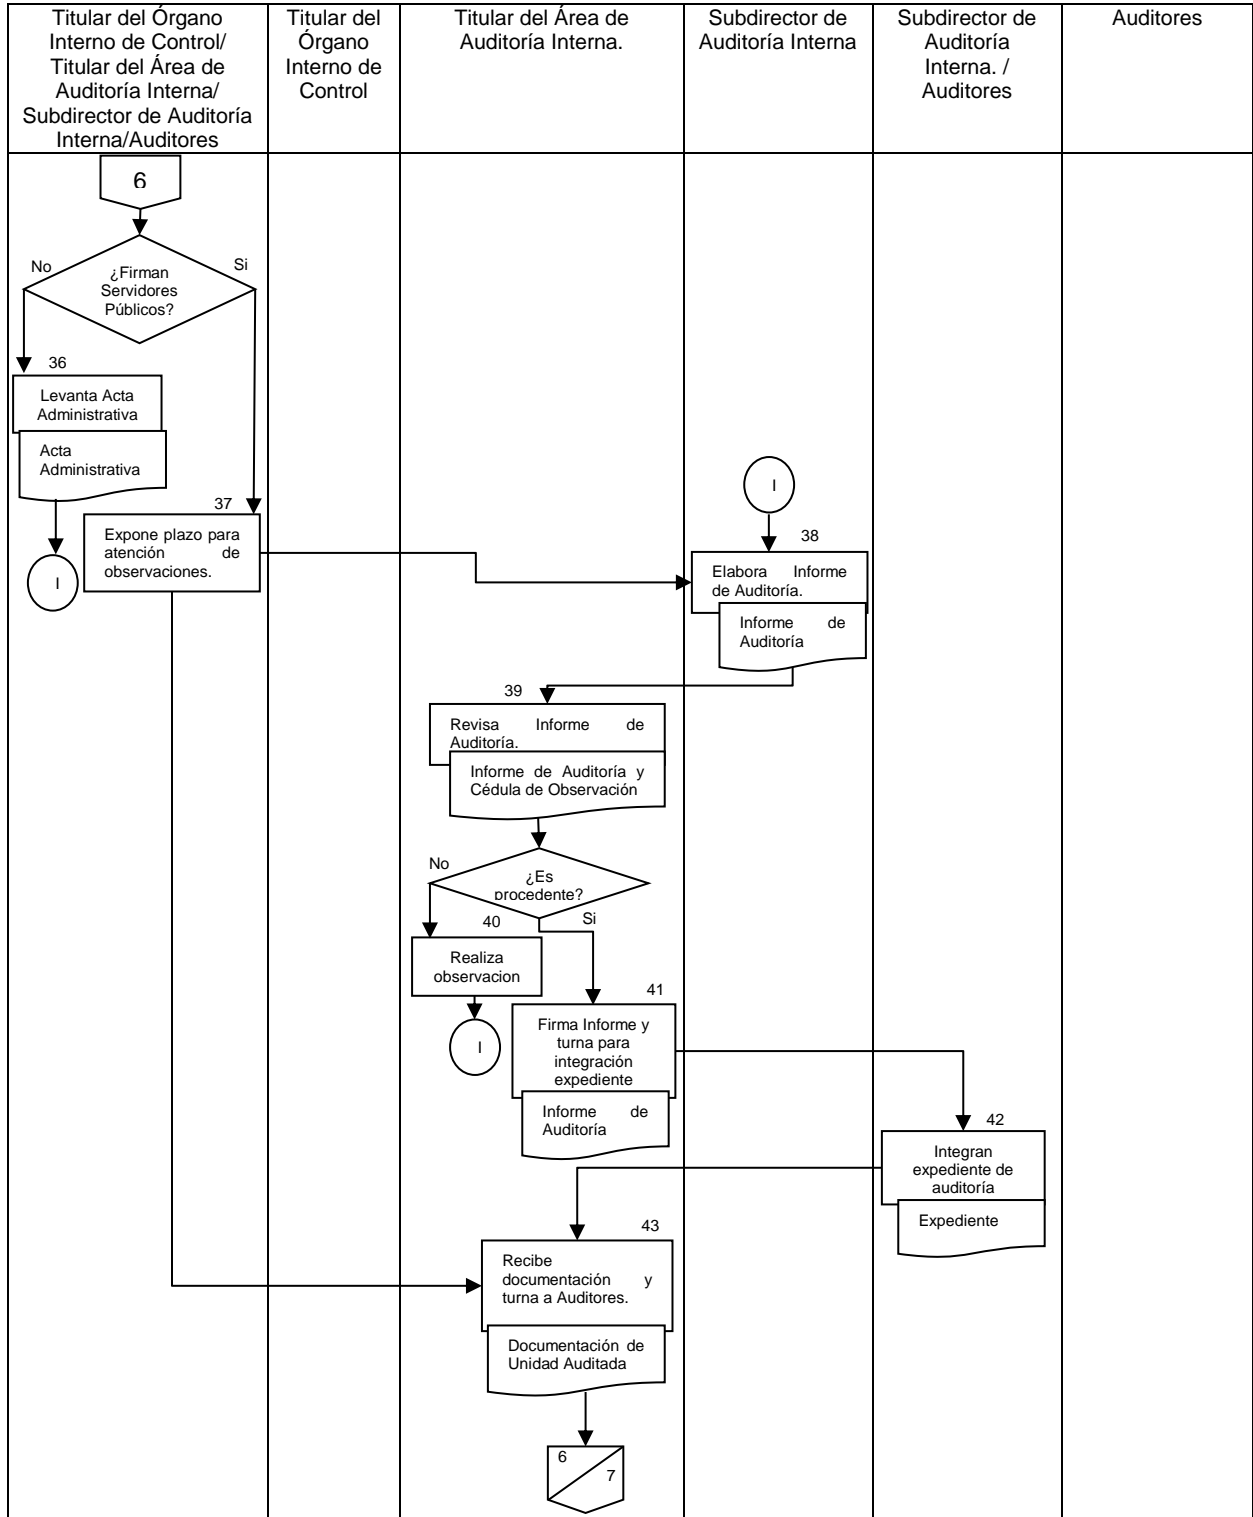 Titular del Órgano
Interno de Control/
Titular del Área de
Auditoría Interna/
Subdirector de Auditoría
Interna/Auditores
Titular del
Órgano
Interno de
Control
Titular del Área de
Auditoría Interna.
Subdirector de
Auditoría Interna
Subdirector de
Auditoría
Interna. /
Auditores
Auditores
6
No
Si
¿Firman
Servidores
Públicos?
36
Levanta Acta
Administrativa
Acta
Administrativa
I
37
Expone plazo para
atención de
observaciones.
I
38
Elabora Informe
de Auditoría.
Informe de
Auditoría
39
Revisa Informe de
Auditoría.
Informe de Auditoría y
Cédula de Observación
No
¿Es
procedente?
Si
40
Realiza
observacion
I
41
Firma Informe y
turna para
integración
expediente
Informe de
Auditoría
42
Integran
expediente de
auditoría
Expediente
43
Recibe
documentación y
turna a Auditores.
Documentación de
Unidad Auditada
6
7